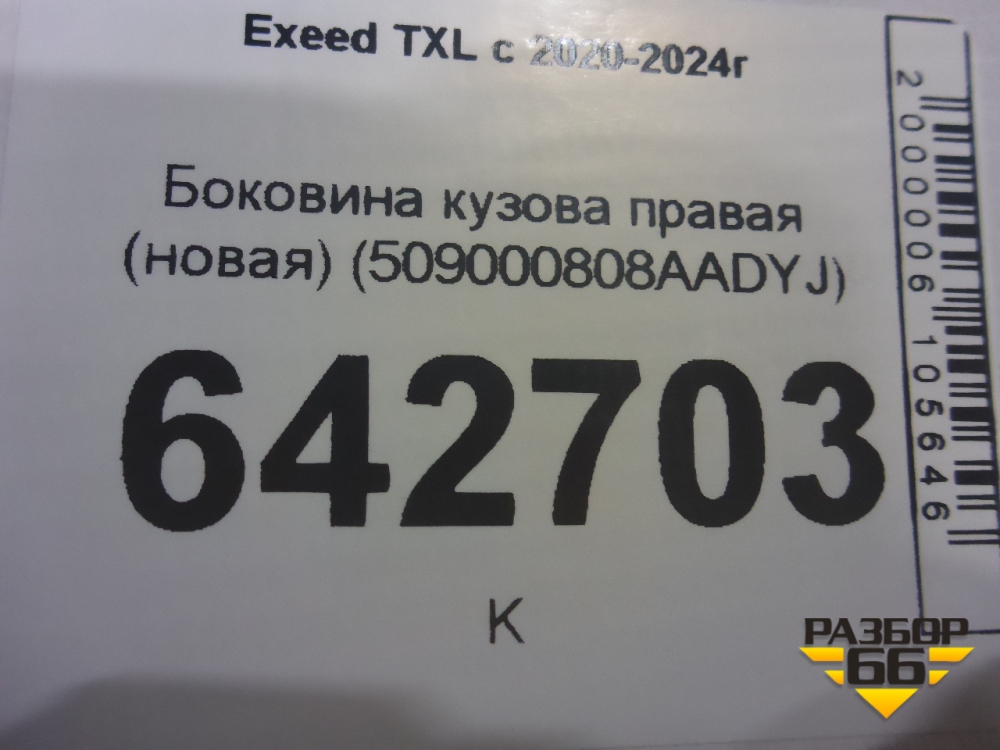 Exeed TXL с 2020-2024г
Боковина кузова правая
(новая) (509000808AADYJ)
642703
К
2000006105646
РАЗБОР
66